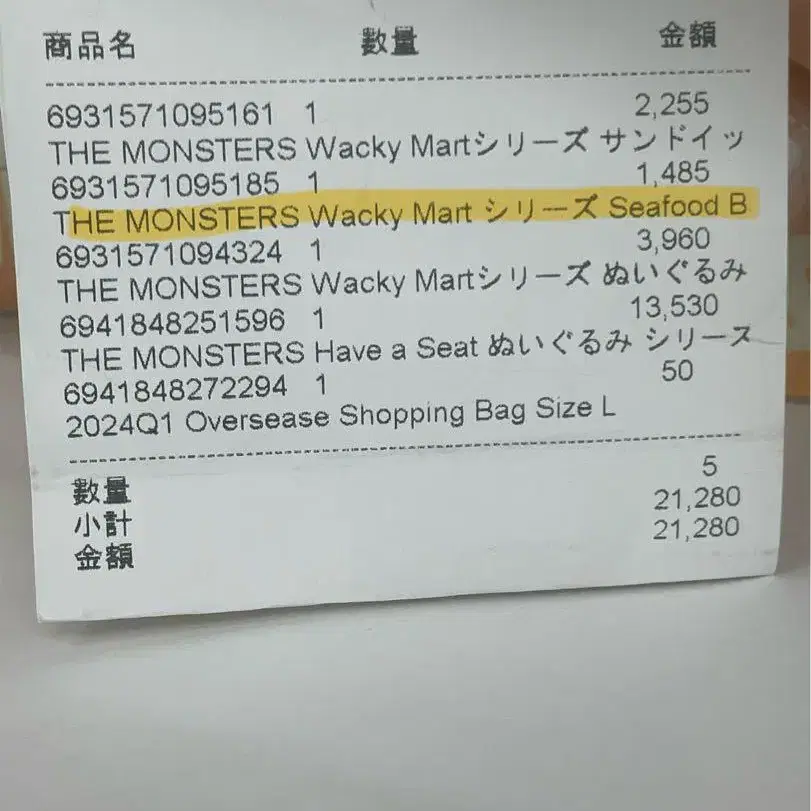 商品名 數量 金額
6931571095161 1 2,255
THE MONSTERS Wacky Martシリーズ サンドイッ
6931571095185 1 1,485
THE MONSTERS Wacky Mart シリーズ Seafood B
6931571094324 1 3,960
THE MONSTERS Wacky Martシリーズ ぬいぐるみ
6941848251596 1 13,530
THE MONSTERS Have a Seat ぬいぐるみ シリース
6941848272294 1 50
2024Q1 Oversease Shopping Bag Size L
數量 5
小計 21,280
金額 21,280